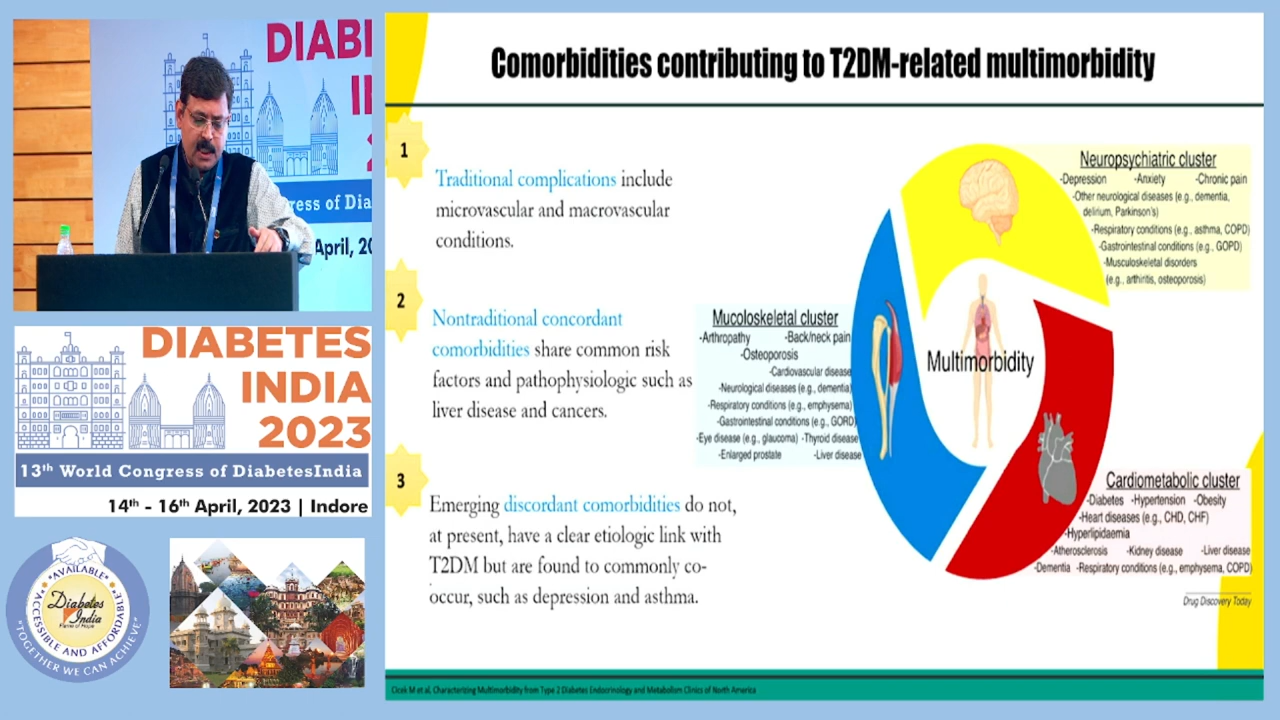 DIABI
I
2
ress of Dia
April, 20
DIABETES
INDIA
2023
13th World Congress of DiabetesIndia
14th - 16th April, 2023 | Indore
"AVAILABLE"
"ACCESSIBLE AND AFFORDABLE"
Diabetes
India
"TOGETHER WE CAN ACHIEVE"
Comorbidities contributing to T2DM-related multimorbidity
1
Traditional complications include
microvascular and macrovascular
conditions.
2
Nontraditional concordant
comorbidities share common risk
factors and pathophysiologic such as
liver disease and cancers.
3
Emerging discordant comorbidities do not,
at present, have a clear etiologic link with
T2DM but are found to commonly co-
occur, such as depression and asthma.
Neuropsychiatric cluster
-Depression -Anxiety -Chronic pain
-Other neurological diseases (e.g., dementia,
delirium, Parkinson's)
-Respiratory conditions (e.g., asthma, COPD)
-Gastrointestinal conditions (e.g., GOPD)
-Musculoskeletal disorders
(e.g., arthiritis, osteoporosis)
Mucoloskeletal cluster
-Arthropathy -Back/neck pain
-Osteoporosis
-Cardiovascular disease
-Neurological diseases (e.g., dementia)
-Respiratory conditions (e.g., emphysema)
-Gastrointestinal conditions (e.g., GORD)
-Eye disease (e.g., glaucoma) -Thyroid disease
-Enlarged prostate -Liver disease
Multimorbidity
Cardiometabolic cluster
-Diabetes -Hypertension -Obesity
-Heart diseases (e.g., CHD, CHF)
-Hyperlipidaemia
-Atherosclerosis -Kidney disease -Liver disease
-Dementia -Respiratory conditions (e.g., emphysema, COPD)
Drug Discovery Today
Cicek M et al, Characterizing Multimorbidity from Type 2 Diabetes Endocrinology and Metabolism Clinics of North America